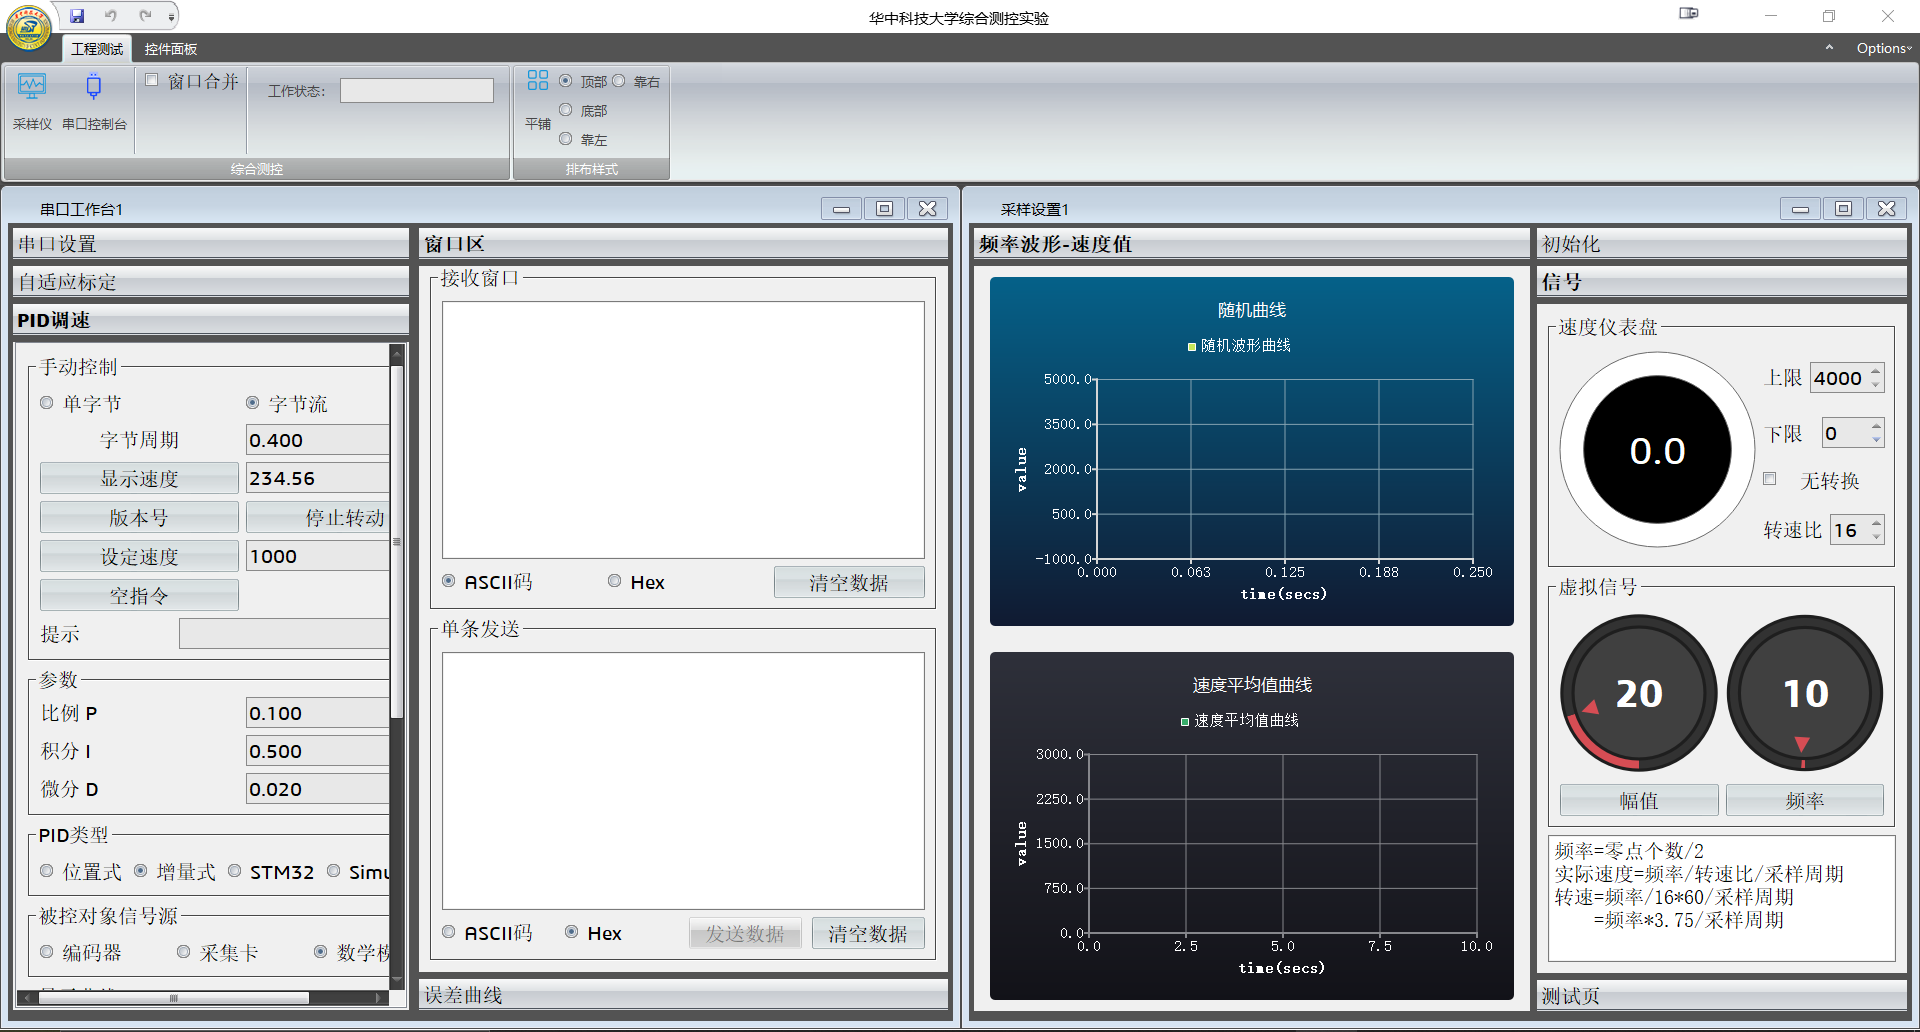 华中科技大学综合测控实验
工程测试 控件面板
Options
采样仪 串口控制台
窗口合并
工作状态:
综合测控
平铺
顶部 靠右
底部
靠左
排布样式
串口工作台1
串口设置
自适应标定
PID调速
手动控制
单字节 字节流
字节周期 0.400
显示速度 234.56
版本号 停止转动
设定速度 1000
空指令
提示
参数
比例 P 0.100
积分 I 0.500
微分 D 0.020
PID类型
位置式 增量式 STM32
被控对象信号源
编码器 采集卡 数学
窗口区
接收窗口
ASCII码 Hex 清空数据
单条发送
ASCII码 Hex 发送数据 清空数据
误差曲线
采样设置1
频率波形-速度值
随机曲线
随机波形曲线
5000.0
3500.0
2000.0
500.0
-1000.0
value
0.000 0.063 0.125 0.188 0.250
time(secs)
速度平均值曲线
速度平均值曲线
3000.0
2250.0
1500.0
750.0
0.0
value
0.0 2.5 5.0 7.5 10.0
time(secs)
初始化
信号
速度仪表盘
0.0
上限 4000
下限 0
无转换
转速比 16
虚拟信号
20 10
幅值 频率
频率=零点个数/2
实际速度=频率/转速比/采样周期
转速=频率/16*60/采样周期
=频率*3.75/采样周期
测试页